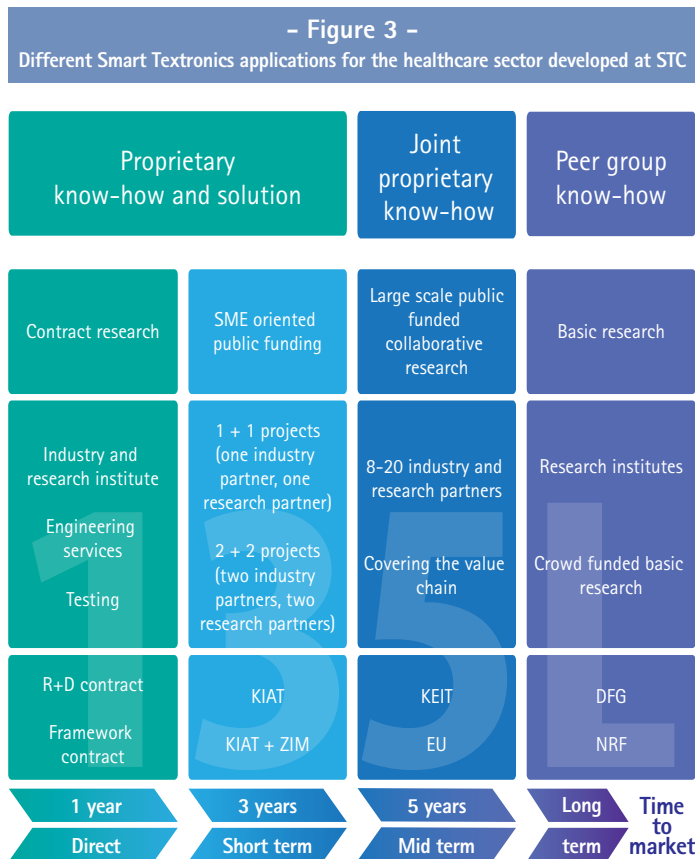 – Figure 3 –
Different Smart Textronics applications for the healthcare sector developed at STC
Proprietary
know-how and solution
Joint
proprietary
know-how
Peer group
know-how
Contract research
SME oriented
public funding
Large scale public
funded
collaborative
research
Basic research
Industry and
research institute
Engineering
services
Testing
1 + 1 projects
(one industry
partner, one
research partner)
2 + 2 projects
(two industry
partners, two
research partners)
8-20 industry and
research partners
Covering the value
chain
Research institutes
Crowd funded basic
research
1
3
5
L
R+D contract
Framework
contract
KIAT
KIAT + ZIM
KEIT
EU
DFG
NRF
1 year
3 years
5 years
Long
Direct
Short term
Mid term
term
Time
to
market